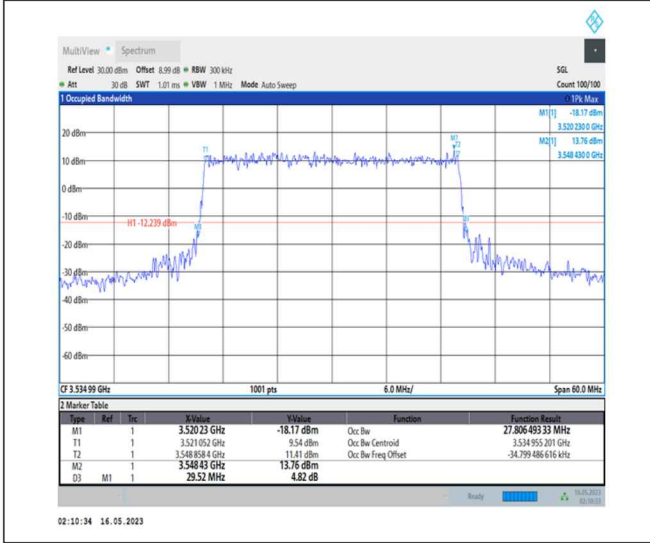 MultiView Spectrum
Ref Level 30.00 dBm Offset 8.99 dB RBW 300 kHz SGL
Att 30 dB SWT 1.01 ms VBW 1 MHz Mode Auto Sweep Count 100/100
1 Occupied Bandwidth 1Pk Max
M1[1] -18.17 dBm
3.520 230 0 GHz
M2[1] 13.76 dBm
3.548 430 0 GHz
20 dBm
M2
T2
T1
10 dBm
0 dBm
-10 dBm
H1 -12.239 dBm
-20 dBm
-30 dBm
-40 dBm
-50 dBm
-60 dBm
CF 3.534 99 GHz 1001 pts 6.0 MHz/ Span 60.0 MHz
2 Marker Table
Type Ref Trc X-Value Y-Value Function Function Result
M1 1 3.520 23 GHz -18.17 dBm Occ Bw 27.806 493 33 MHz
T1 1 3.521 052 GHz 9.54 dBm Occ Bw Centroid 3.534 955 201 GHz
T2 1 3.548 858 4 GHz 11.41 dBm Occ Bw Freq Offset -34.799 486 616 kHz
M2 1 3.548 43 GHz 13.76 dBm
D3 M1 1 29.52 MHz 4.82 dB
Ready 16.05.2023
02:10:33
02:10:34 16.05.2023